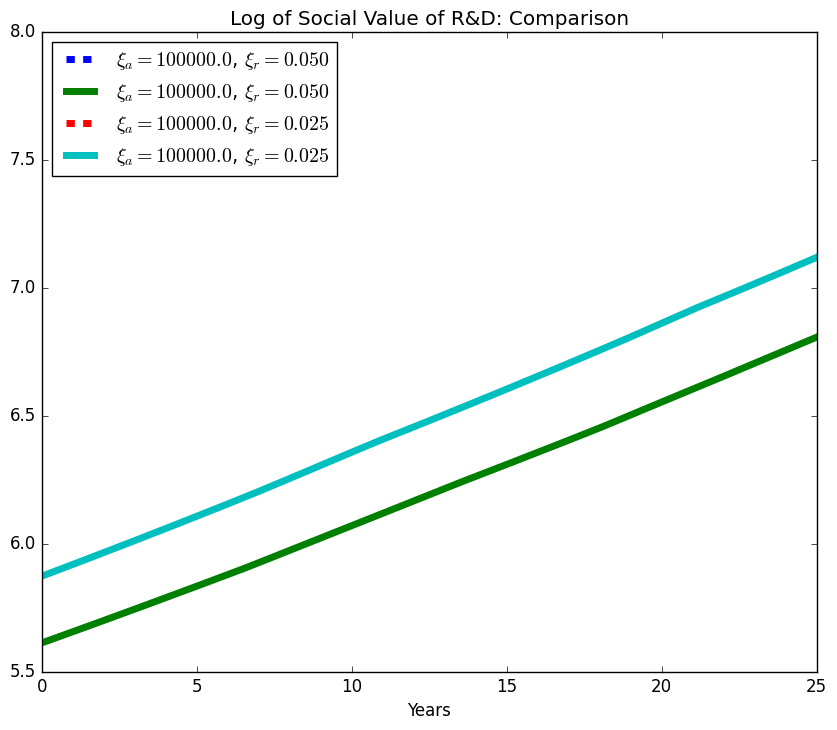 Log of Social Value of R&D: Comparison
8.0
ξₐ = 100000.0, ξᵣ = 0.050
ξₐ = 100000.0, ξᵣ = 0.050
ξₐ = 100000.0, ξᵣ = 0.025
ξₐ = 100000.0, ξᵣ = 0.025
7.5
7.0
6.5
6.0
5.5
0 5 10 15 20 25
Years